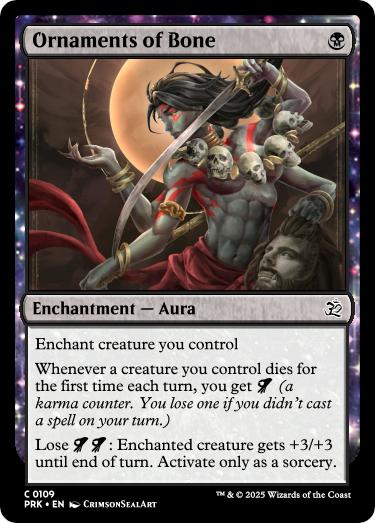 Ornaments of Bone
Enchantment — Aura
Enchant creature you control
Whenever a creature you control dies for
the first time each turn, you get (a
karma counter. You lose one if you didn't cast
a spell on your turn.)
Lose : Enchanted creature gets +3/+3
until end of turn. Activate only as a sorcery.
C 0109
PRK • EN CrimsonSealArt
™ & © 2025 Wizards of the Coast